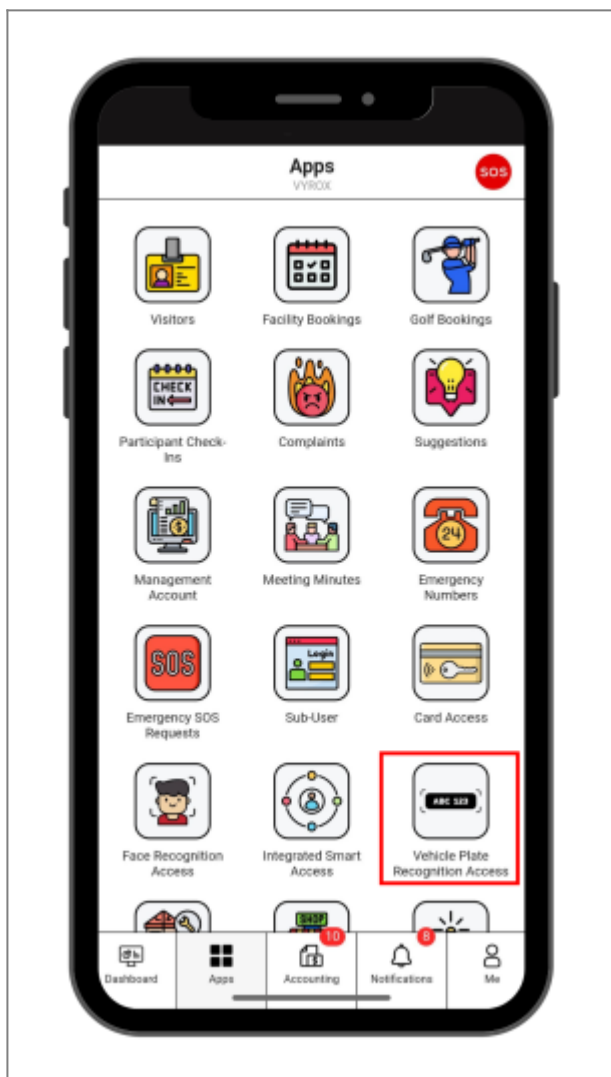 Apps
VYROX
SOS
Visitors
Facility Bookings
Golf Bookings
CHECK
IN
Participant Check-
Ins
Complaints
Suggestions
Management
Account
Meeting Minutes
24
Emergency
Numbers
SOS
Emergency SOS
Requests
Login
Sub-User
Card Access
Face Recognition
Access
Integrated Smart
Access
ABC 123
Vehicle Plate
Recognition Access
SHOP
Dashboard
Apps
10
Accounting
8
Notifications
Me